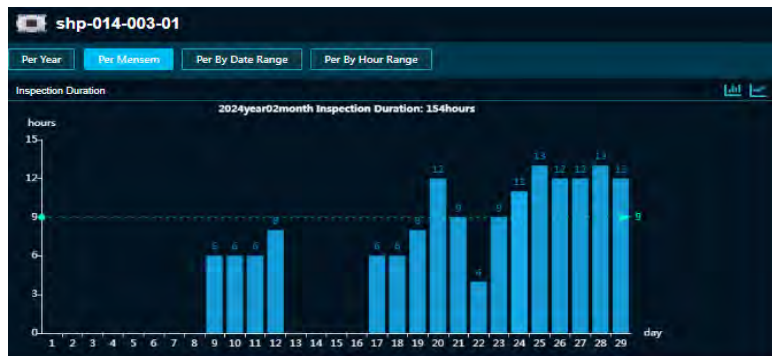 shp-014-003-01
Per Year Per Mensem Per By Date Range Per By Hour Range
Inspection Duration
2024year02month Inspection Duration: 154hours
hours
15
13 13
12 12 12 12 12
11
9 9 9 9
8 8
6 6 6 6 6 6
4
3
0
1 2 3 4 5 6 7 8 9 10 11 12 13 14 15 16 17 18 19 20 21 22 23 24 25 26 27 28 29 day